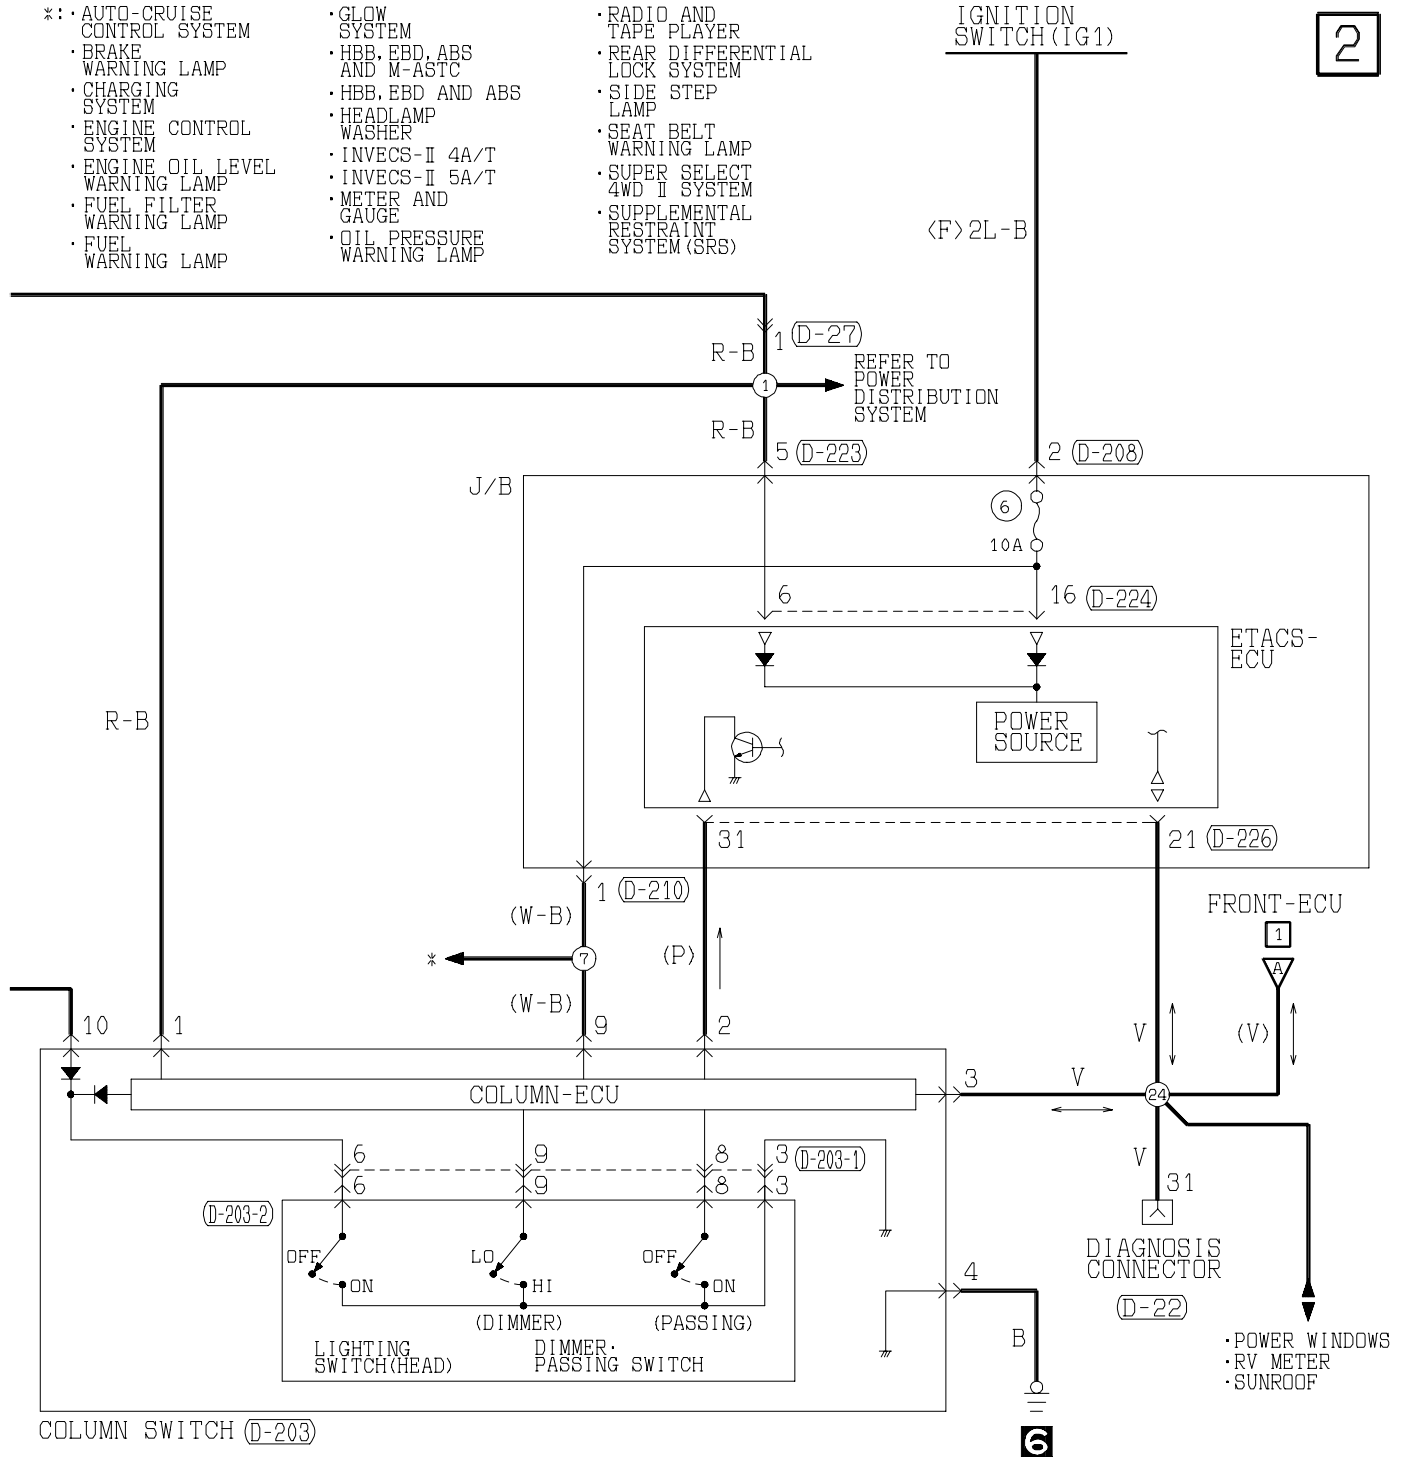 *:・AUTO-CRUISE
CONTROL SYSTEM
・BRAKE
WARNING LAMP
・CHARGING
SYSTEM
・ENGINE CONTROL
SYSTEM
・ENGINE OIL LEVEL
WARNING LAMP
・FUEL FILTER
WARNING LAMP
・FUEL
WARNING LAMP
・GLOW
SYSTEM
・HBB, EBD, ABS
AND M-ASTC
・HBB, EBD AND ABS
・HEADLAMP
WASHER
・INVECS-Ⅱ 4A/T
・INVECS-Ⅱ 5A/T
・METER AND
GAUGE
・OIL PRESSURE
WARNING LAMP
・RADIO AND
TAPE PLAYER
・REAR DIFFERENTIAL
LOCK SYSTEM
・SIDE STEP
LAMP
・SEAT BELT
WARNING LAMP
・SUPER SELECT
4WD Ⅱ SYSTEM
・SUPPLEMENTAL
RESTRAINT
SYSTEM(SRS)
IGNITION
SWITCH(IG1)
2
<F>2L-B
1 (D-27)
R-B
1
REFER TO
POWER
DISTRIBUTION
SYSTEM
R-B
5 (D-223)
2 (D-208)
J/B
6
10A
6
16 (D-224)
ETACS-
ECU
R-B
POWER
SOURCE
31
21 (D-226)
1 (D-210)
FRONT-ECU
1
A
(W-B)
(P)
* 7
(W-B)
V
(V)
10
1
9
2
COLUMN-ECU
3
V
24
6
9
8
3 (D-203-1)
V
6
9
8
3
31
(D-203-2)
OFF
ON
LO
HI
OFF
ON
DIAGNOSIS
CONNECTOR
(D-22)
4
(DIMMER)
(PASSING)
B
LIGHTING
SWITCH(HEAD)
DIMMER・
PASSING SWITCH
・POWER WINDOWS
・RV METER
・SUNROOF
COLUMN SWITCH (D-203)
6